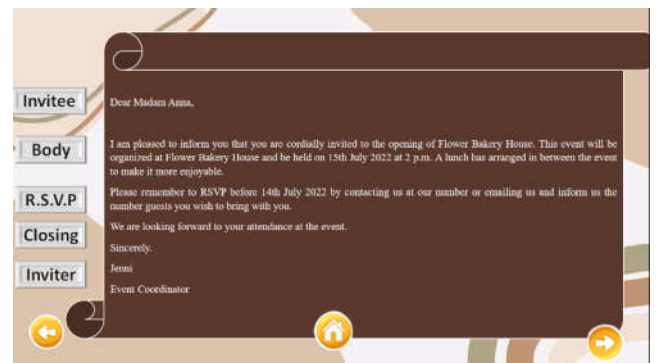 Invitee
Dear Madam Anna,
Body
I am pleased to inform you that you are cordially invited to the opening of Flower Bakery House. This event will be
organized at Flower Bakery House and be held on 15th July 2022 at 2 p.m. A lunch has arranged in between the event
to make it more enjoyable.
R.S.V.P
Please remember to RSVP before 14th July 2022 by contacting us at our number or emailing us and inform us the
number guests you wish to bring with you.
Closing
We are looking forward to your attendance at the event.
Sincerely.
Inviter
Jenni
Event Coordinator